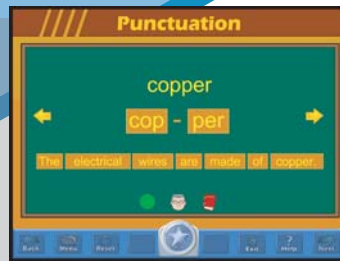 Punctuation
copper
cop - per
The electrical wires are made of copper.
Back Menu Reset Exit ? Help Next